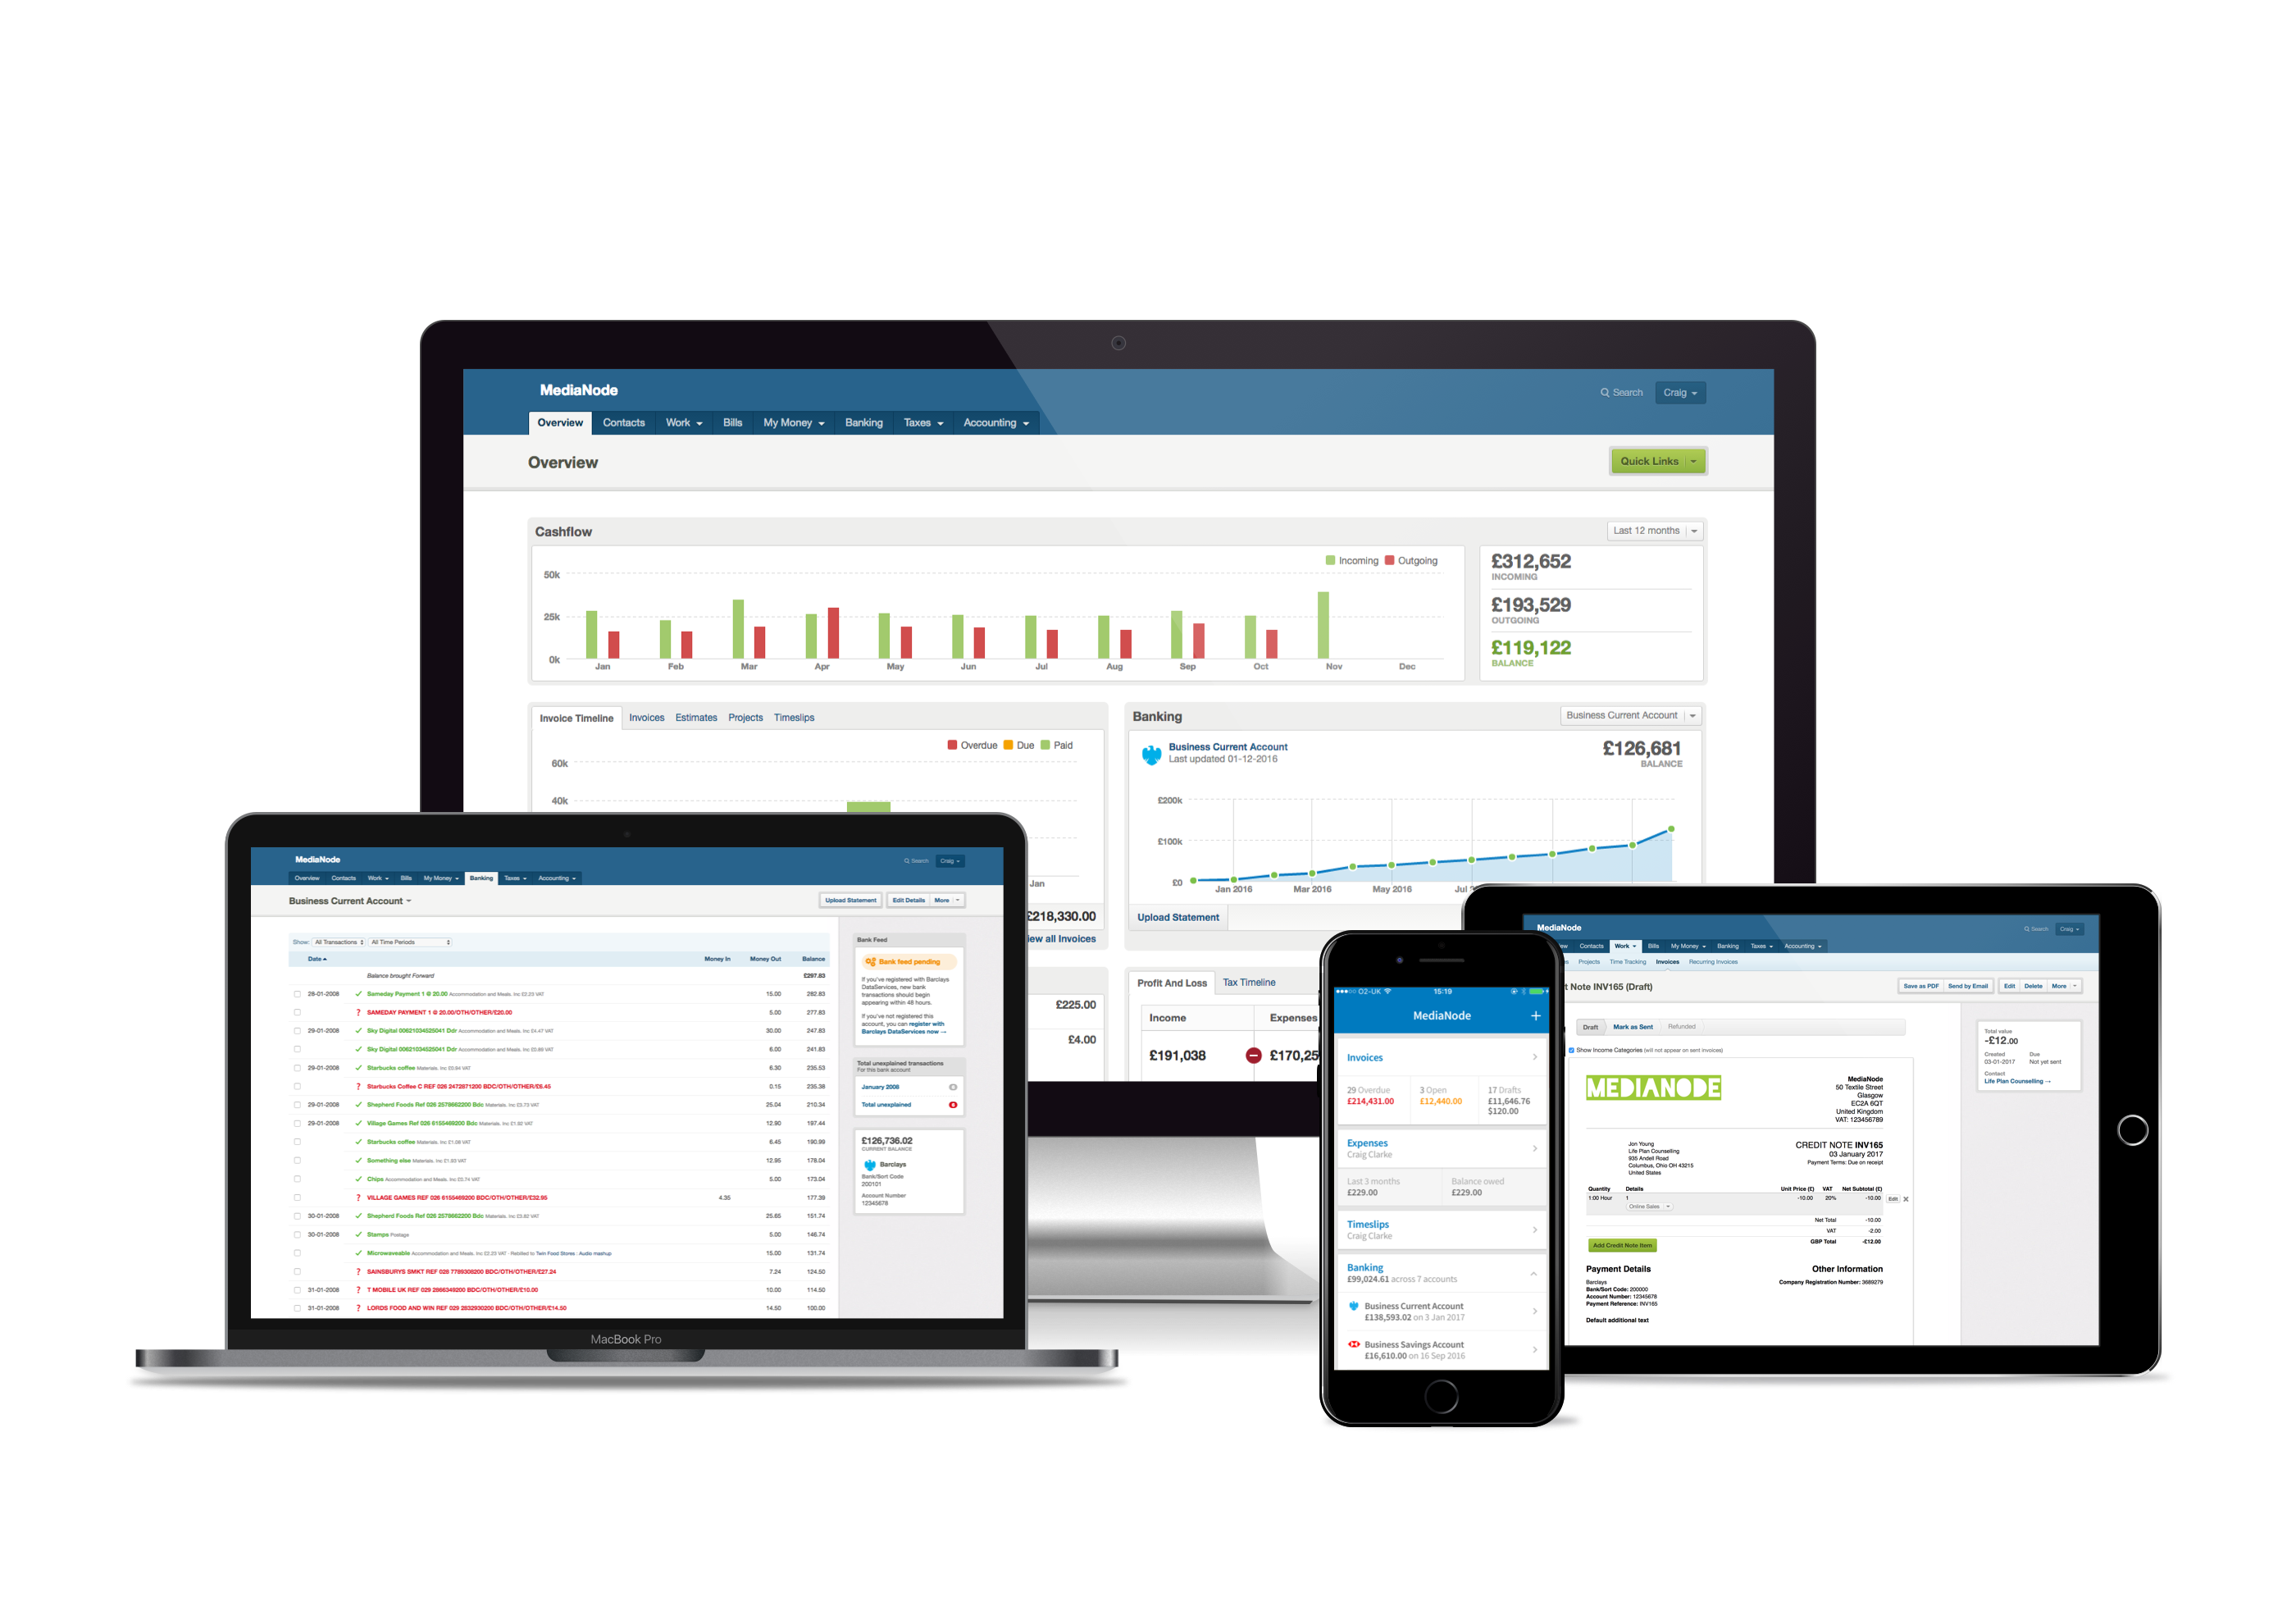 MediaNode
Search
Craig
Overview Contacts Work Bills My Money Banking Taxes Accounting
Overview
Quick Links
Cashflow
Last 12 months
Incoming Outgoing
50k
25k
0k
Jan Feb Mar Apr May Jun Jul Aug Sep Oct Nov Dec
£312,652
INCOMING
£193,529
OUTGOING
£119,122
BALANCE
Invoice Timeline Invoices Estimates Projects Timeslips
Overdue Due Paid
60k
40k
Jan
£218,330.00
iew all Invoices
£225.00
£4.00
Banking
Business Current Account
Business Current Account
Last updated 01-12-2016
£126,681
BALANCE
£200k
£100k
£0
Jan 2016 Mar 2016 May 2016 Jul
Upload Statement
Profit And Loss Tax Timeline
Income Expenses
£191,038 £170,25
MediaNode
Search Craig
Overview Contacts Work Bills My Money Banking Taxes Accounting
Business Current Account
Upload Statement Edit Details More
Show: All Transactions All Time Periods
Date Money In Money Out Balance
Balance brought Forward £297.83
28-01-2008 Sameday Payment 1 @ 20.00 Accommodation and Meals. Inc £2.23 VAT 15.00 282.83
? SAMEDAY PAYMENT 1 @ 20.00/OTH/OTHER/£20.00 5.00 277.83
29-01-2008 Sky Digital 00621034525041 Ddr Accommodation and Meals. Inc £4.47 VAT 30.00 247.83
Sky Digital 00621034525041 Ddr Accommodation and Meals. Inc £0.89 VAT 6.00 241.83
29-01-2008 Starbucks coffee Materials. Inc £0.94 VAT 6.30 235.53
? Starbucks Coffee C REF 026 2472871200 BDC/OTH/OTHER/£6.45 0.15 235.38
29-01-2008 Shepherd Foods Ref 026 2578662200 Bdc Materials. Inc £3.73 VAT 25.04 210.34
29-01-2008 Village Games Ref 026 6155469200 Bdc Materials. Inc £1.92 VAT 12.90 197.44
Starbucks coffee Materials. Inc £1.08 VAT 6.45 190.99
Something else Materials. Inc £1.93 VAT 12.95 178.04
Chips Accommodation and Meals. Inc £0.74 VAT 5.00 173.04
? VILLAGE GAMES REF 026 6155469200 BDC/OTH/OTHER/£32.95 4.35 177.39
30-01-2008 Shepherd Foods Ref 026 2578662200 Bdc Materials. Inc £3.82 VAT 25.65 151.74
30-01-2008 Stamps Postage 5.00 146.74
Microwaveable Accommodation and Meals. Inc £2.23 VAT - Rebilled to Twin Food Stores - Audio mashup 15.00 131.74
? SAINSBURYS SMKT REF 028 7789308200 BDC/OTH/OTHER/£27.24 7.24 124.50
31-01-2008 ? T MOBILE UK REF 029 2866349200 BDC/OTH/OTHER/£10.00 10.00 114.50
31-01-2008 ? LORDS FOOD AND WIN REF 029 2832930200 BDC/OTH/OTHER/£14.50 14.50 100.00
Bank Feed
Bank feed pending
If you've registered with Barclays
DataServices, new bank
transactions should begin
appearing within 48 hours.
If you've not registered this
account, you can register with
Barclays DataServices now →
Total unexplained transactions
For this bank account
January 2008
Total unexplained
£126,736.02
CURRENT BALANCE
Barclays
Bank/Sort Code
200101
Account Number
12345678
MacBook Pro
O2-UK 15:19
MediaNode +
Invoices
29 Overdue 3 Open 17 Drafts
£214,431.00 £12,440.00 £11,646.76
$120.00
Expenses
Craig Clarke
Last 3 months Balance owed
£229.00 £229.00
Timeslips
Craig Clarke
Banking
£99,024.61 across 7 accounts
Business Current Account
£138,593.02 on 3 Jan 2017
Business Savings Account
£16,610.00 on 16 Sep 2016
MediaNode
Search Craig
ew Contacts Work Bills My Money Banking Taxes Accounting
s Projects Time Tracking Invoices Recurring Invoices
t Note INV165 (Draft)
Save as PDF Send by Email Edit Delete More
Draft Mark as Sent Refunded
Show Income Categories (will not appear on sent invoices)
MEDIANODE
MediaNode
50 Textile Street
Glasgow
EC2A 6QT
United Kingdom
VAT: 123456789
Jon Young
Life Plan Counselling
935 Andell Road
Columbus, Ohio OH 43215
United States
CREDIT NOTE INV165
03 January 2017
Payment Terms: Due on receipt
Quantity Details Unit Price (£) VAT Net Subtotal (£)
1.00 Hour 1 -10.00 20% -10.00 Edit
Online Sales
Net Total -10.00
VAT -2.00
GBP Total -£12.00
Add Credit Note Item
Payment Details
Barclays
Bank/Sort Code: 200000
Account Number: 12345678
Payment Reference: INV165
Other Information
Company Registration Number: 3689279
Default additional text
Total value
-£12.00
Created Due
03-01-2017 Not yet sent
Contact
Life Plan Counselling →